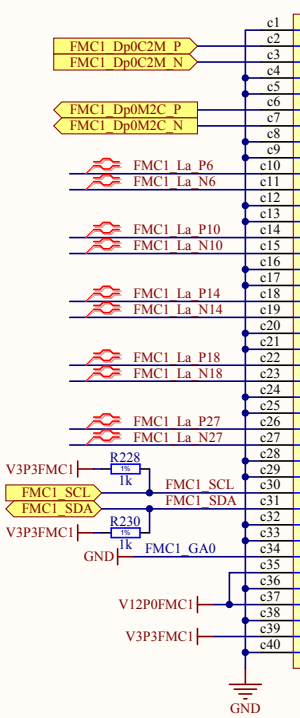 c1
FMC1_Dp0C2M_P c2
FMC1_Dp0C2M_N c3
c4
c5
FMC1_Dp0M2C_P c6
FMC1_Dp0M2C_N c7
c8
c9
FMC1_La_P6 c10
FMC1_La_N6 c11
c12
c13
FMC1_La_P10 c14
FMC1_La_N10 c15
c16
c17
FMC1_La_P14 c18
FMC1_La_N14 c19
c20
c21
FMC1_La_P18 c22
FMC1_La_N18 c23
c24
c25
FMC1_La_P27 c26
FMC1_La_N27 c27
R228 c28
V3P3FMC1 1% c29
1k
FMC1_SCL FMC1_SCL c30
FMC1_SDA FMC1_SDA c31
R230 c32
V3P3FMC1 1% c33
1k
GND FMC1_GA0 c34
c35
c36
V12P0FMC1 c37
c38
V3P3FMC1 c39
c40
GND